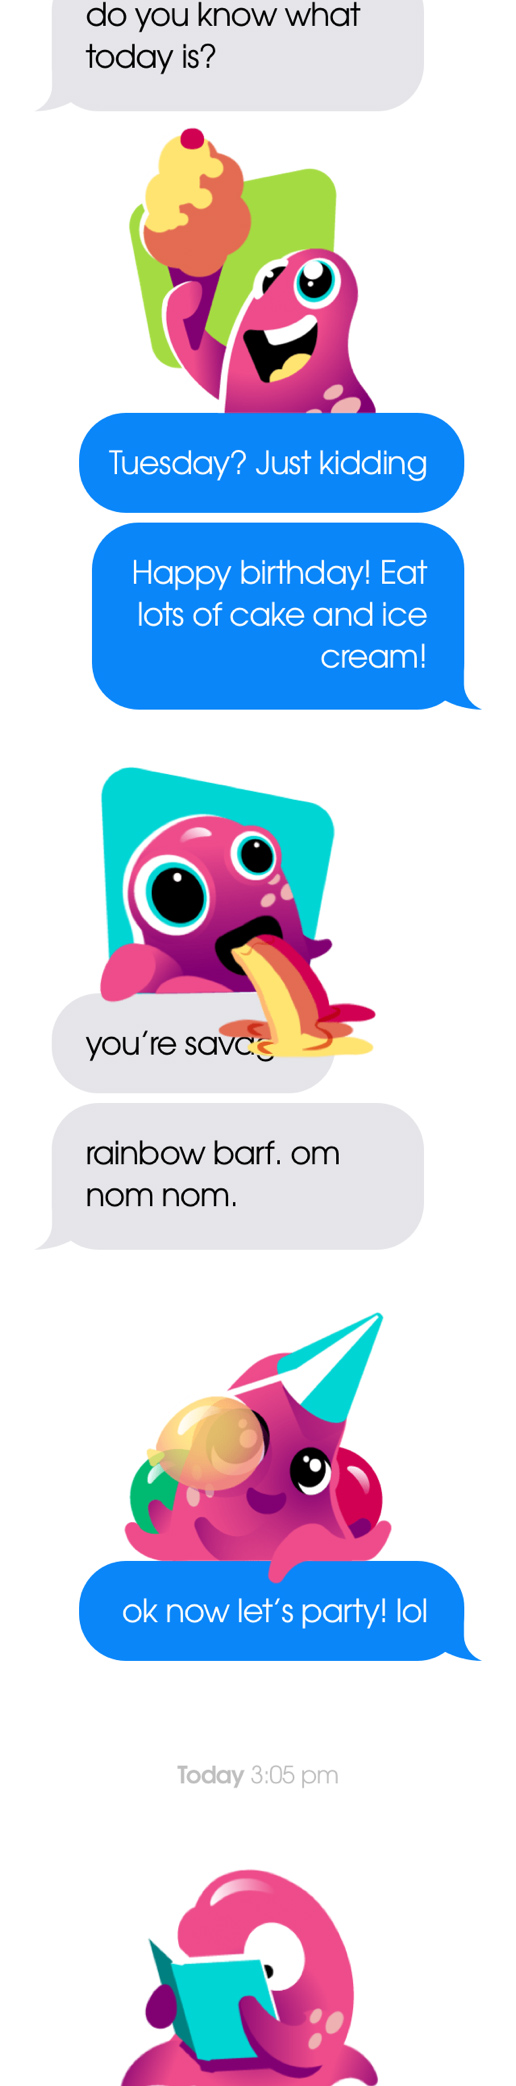 do you know what
today is?
Tuesday? Just kidding
Happy birthday! Eat
lots of cake and ice
cream!
you're
rainbow barf. om
nom nom.
ok now let's party! lol
Today 3:05 pm